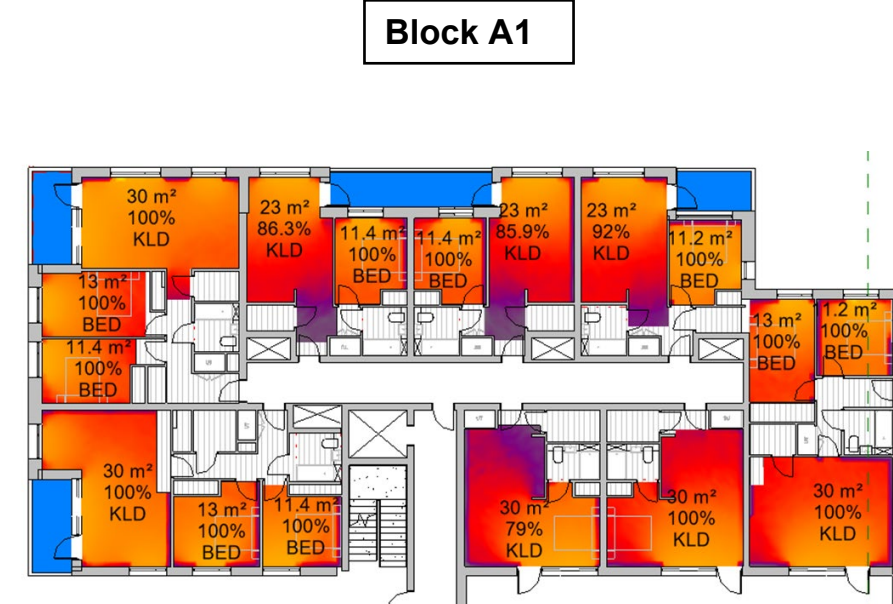 Block A1
30 m²
100%
KLD
23 m²
86.3%
KLD
11.4 m²
100%
BED
11.4 m²
100%
BED
23 m²
85.9%
KLD
23 m²
92%
KLD
11.2 m²
100%
BED
13 m²
100%
BED
11.4 m²
100%
BED
13 m²
100%
BED
11.2 m²
100%
BED
30 m²
100%
KLD
13 m²
100%
BED
11.4 m²
100%
BED
30 m²
79%
KLD
30 m²
100%
KLD
30 m²
100%
KLD